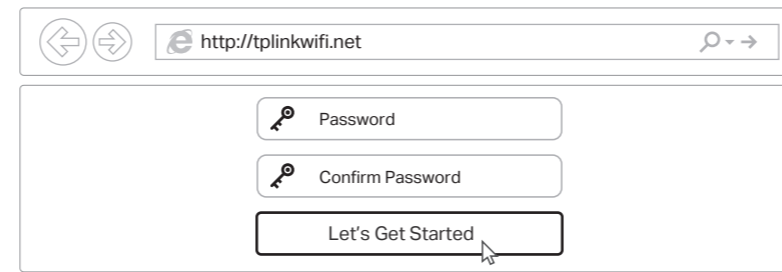 http://tplinkwifi.net
Password
Confirm Password
Let's Get Started